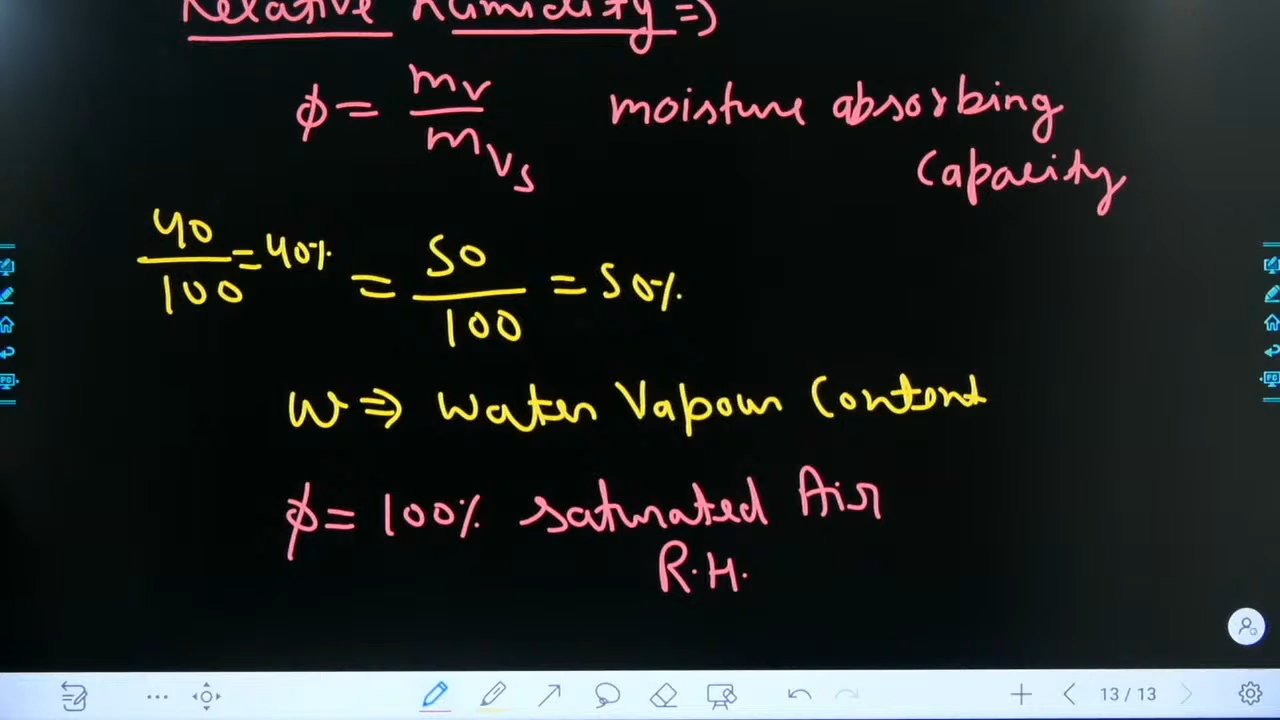 Relative Humidity ⇒
φ = mv / mvs moisture absorbing
capacity
40/100 = 40% = 50/100 = 50%
w ⇒ Water Vapour Content
φ = 100% saturated Air
R.H.
13 / 13